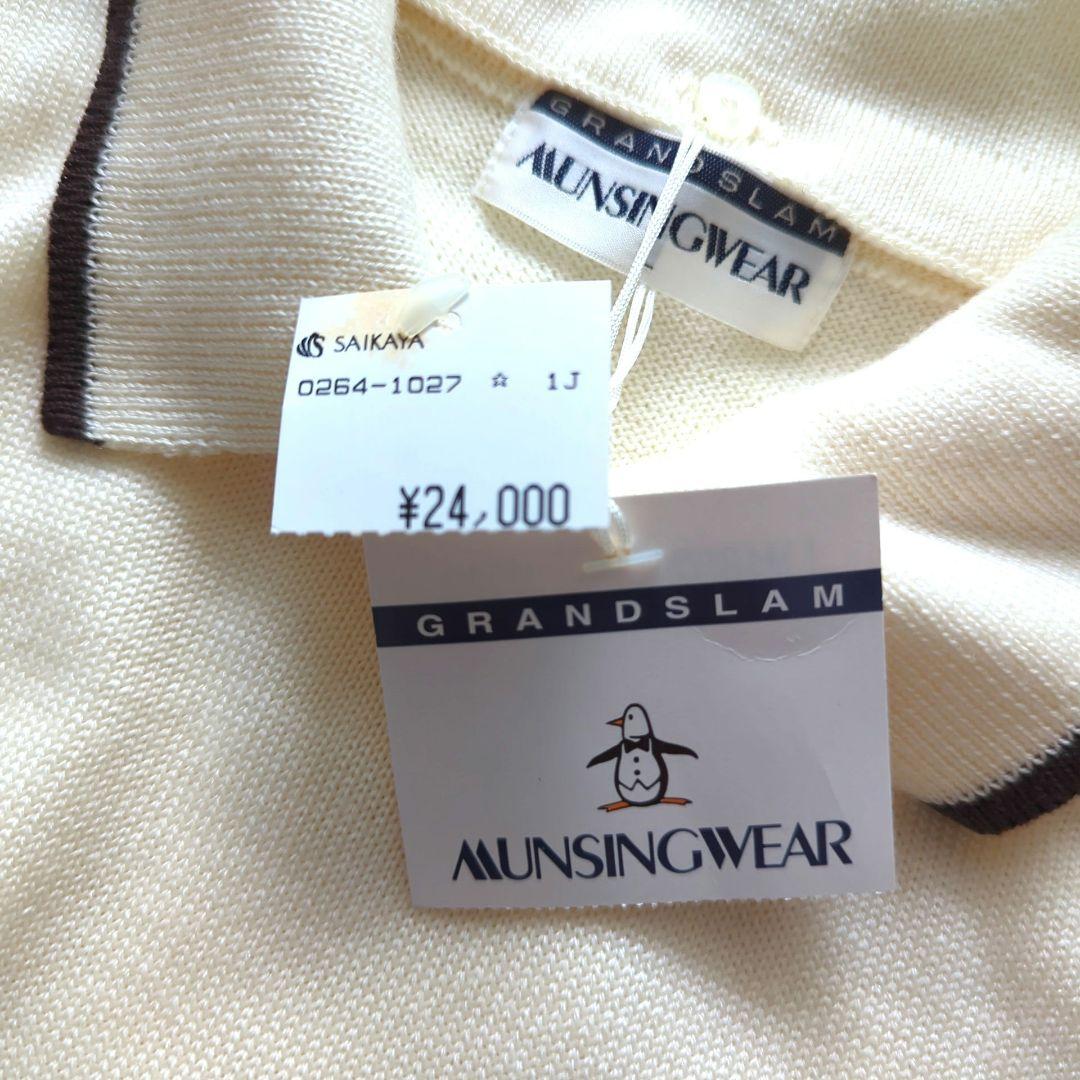 GRANDSLAM
MUNSINGWEAR
SAIKAYA
0264-1027 ☆ 1J
¥24,000
GRANDSLAM
MUNSINGWEAR